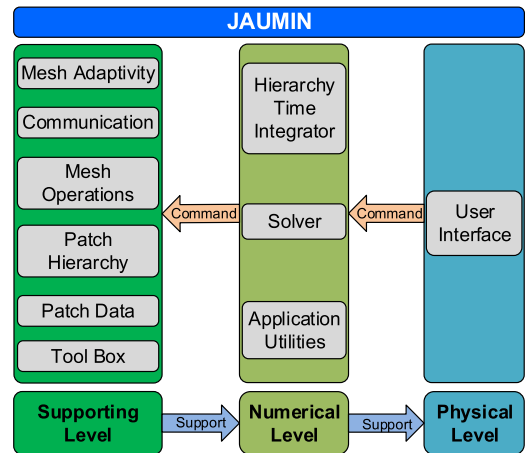 JAUMIN
Mesh Adaptivity
Communication
Mesh
Operations
Patch
Hierarchy
Patch Data
Tool Box
Command
Hierarchy
Time
Integrator
Solver
Application
Utilities
Command
User
Interface
Supporting
Level
Support
Numerical
Level
Support
Physical
Level